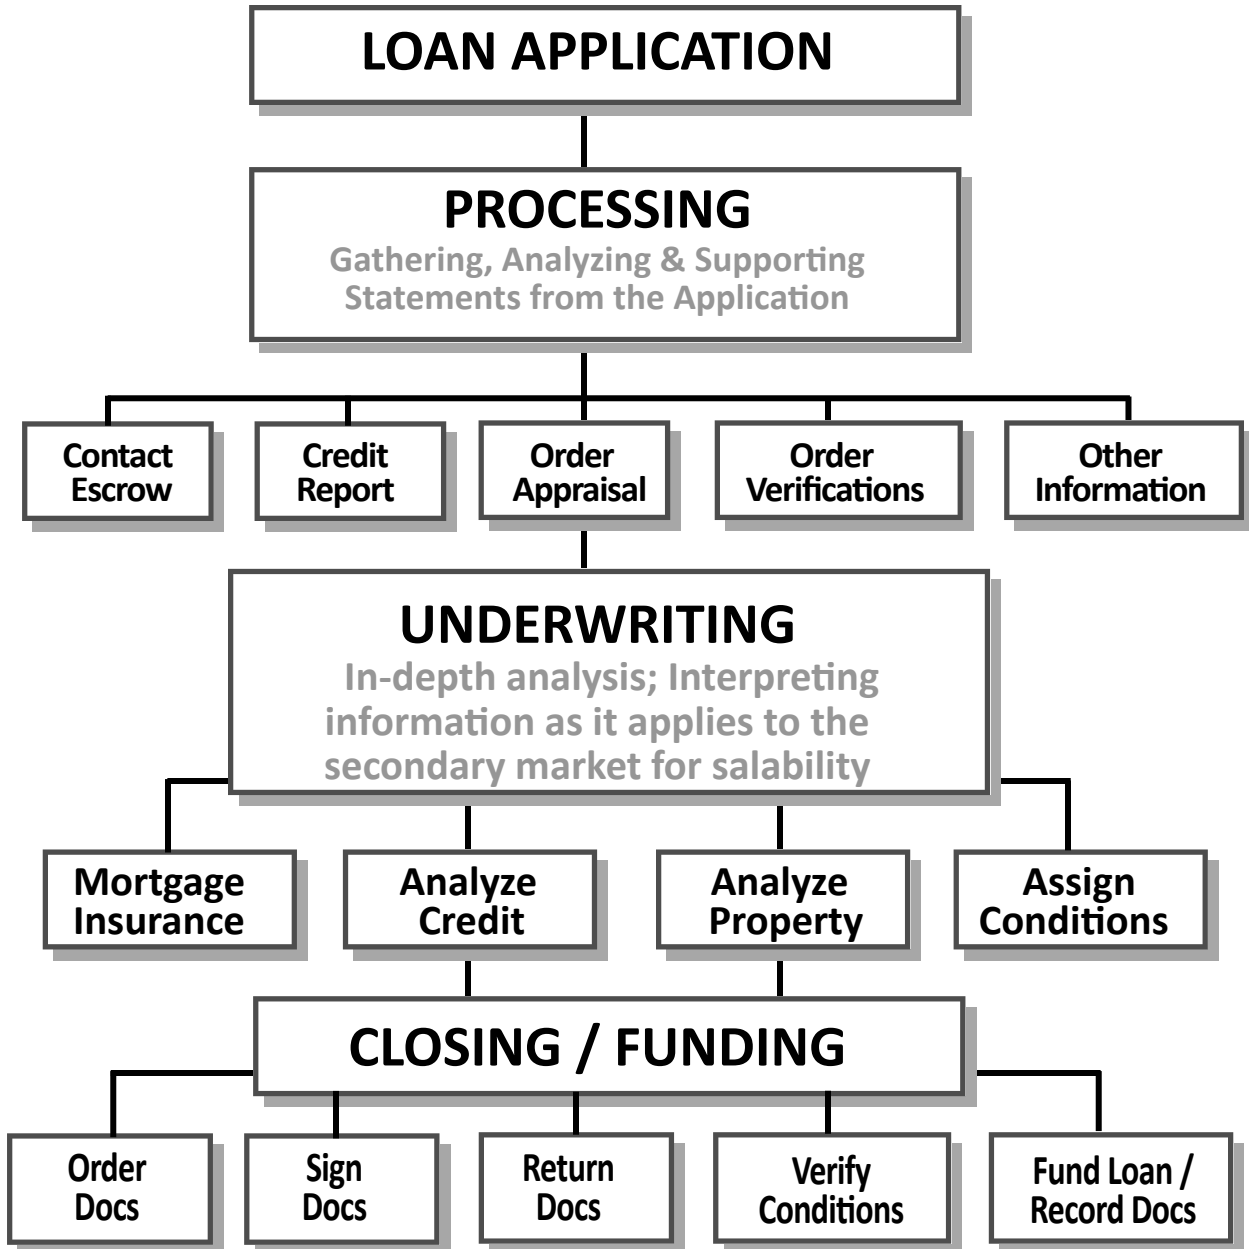 LOAN APPLICATION
PROCESSING
Gathering, Analyzing & Supporting
Statements from the Application
Contact
Escrow
Credit
Report
Order
Appraisal
Order
Verifications
Other
Information
UNDERWRITING
In-depth analysis; Interpreting
information as it applies to the
secondary market for salability
Mortgage
Insurance
Analyze
Credit
Analyze
Property
Assign
Conditions
CLOSING / FUNDING
Order
Docs
Sign
Docs
Return
Docs
Verify
Conditions
Fund Loan /
Record Docs